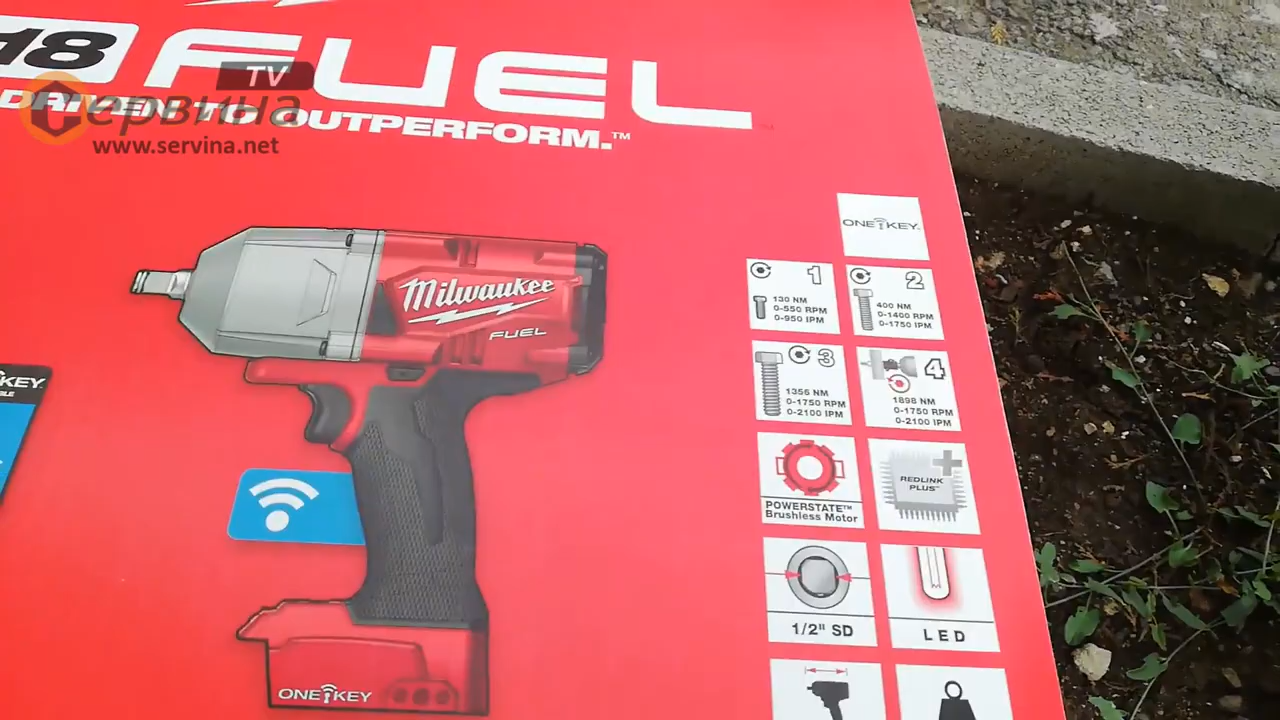 18 FUEL
TV
Сервина
DRIVEN TO OUTPERFORM.™
www.servina.net
ONE KEY
1
130 NM
0-550 RPM
0-950 IPM
2
400 NM
0-1400 RPM
0-1750 IPM
Milwaukee
FUEL
3
1356 NM
0-1750 RPM
0-2100 IPM
4
1898 NM
0-1750 RPM
0-2100 IPM
KEY
POWERSTATE™
Brushless Motor
REDLINK
PLUS™
1/2" SD
LED
ONE KEY